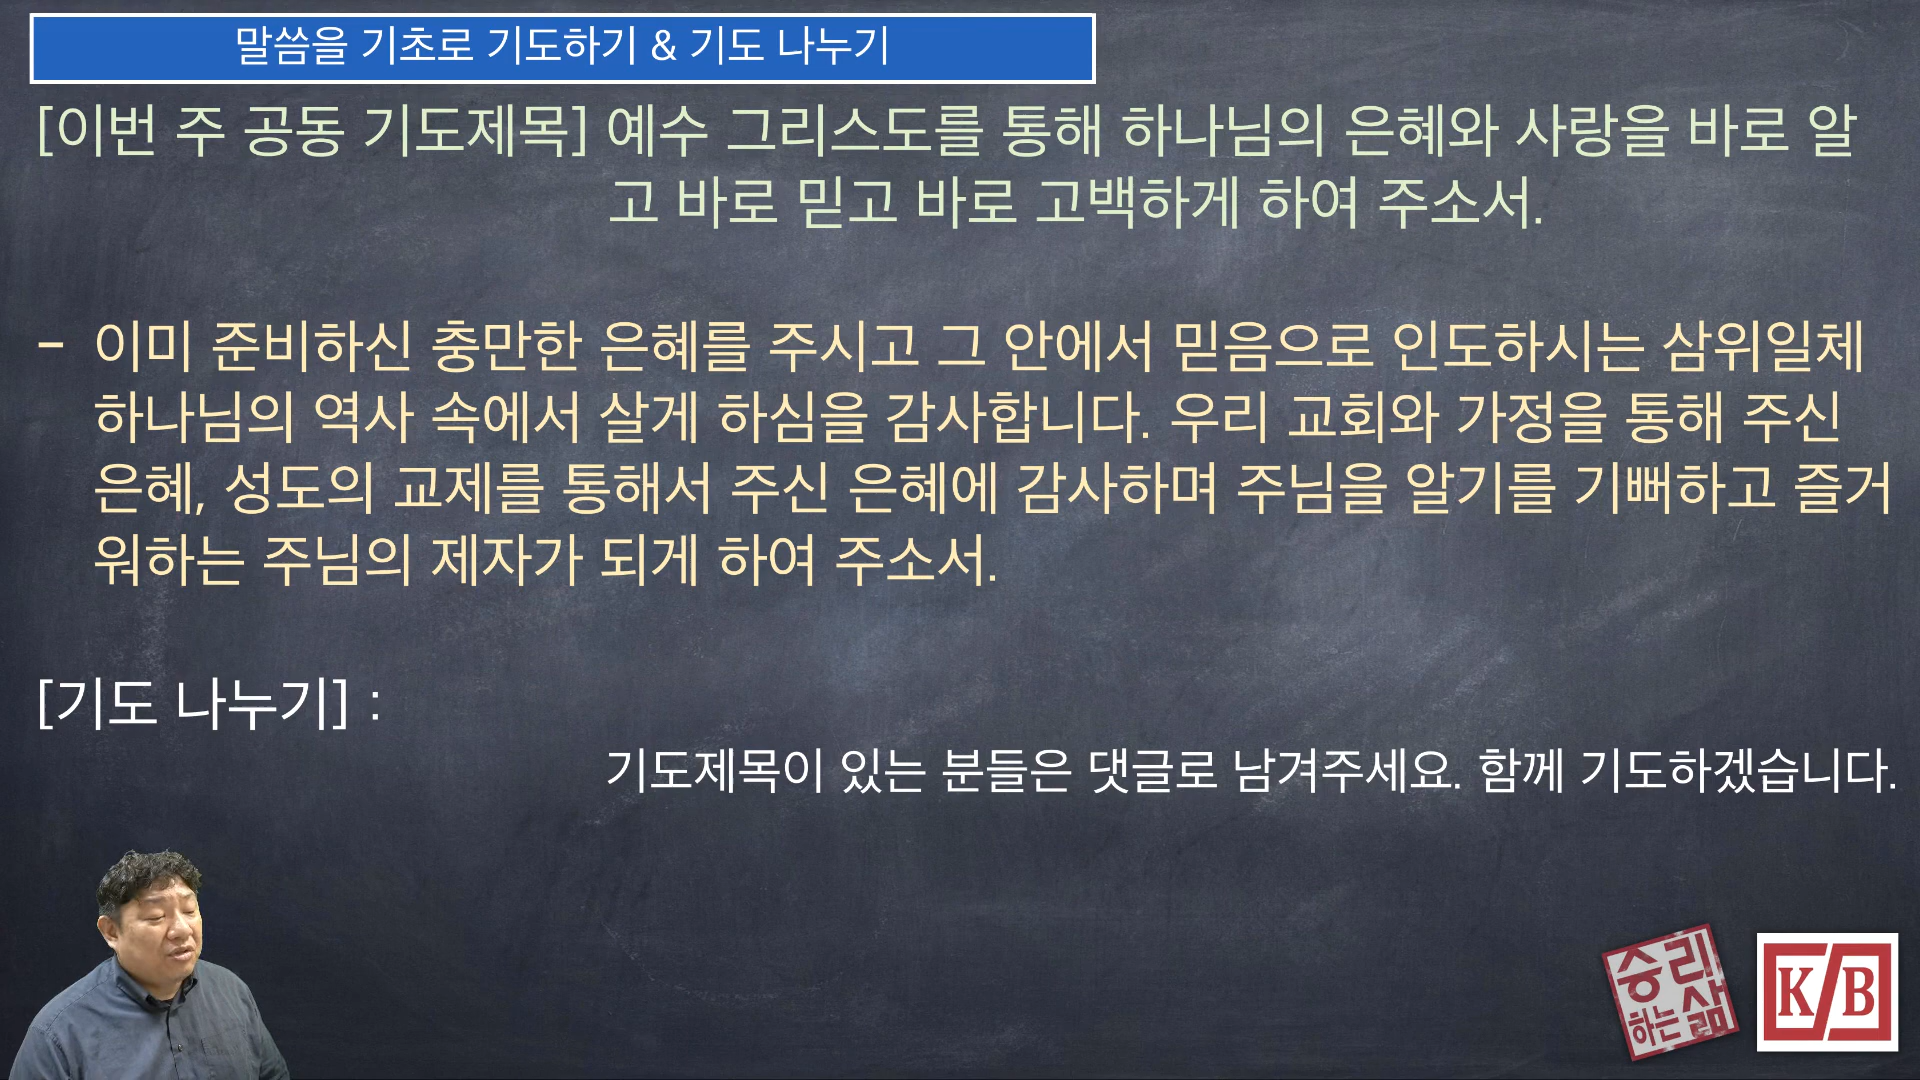 말씀을 기초로 기도하기 & 기도 나누기
[이번 주 공동 기도제목] 예수 그리스도를 통해 하나님의 은혜와 사랑을 바로 알
고 바로 믿고 바로 고백하게 하여 주소서.
- 이미 준비하신 충만한 은혜를 주시고 그 안에서 믿음으로 인도하시는 삼위일체
하나님의 역사 속에서 살게 하심을 감사합니다. 우리 교회와 가정을 통해 주신
은혜, 성도의 교제를 통해서 주신 은혜에 감사하며 주님을 알기를 기뻐하고 즐거
워하는 주님의 제자가 되게 하여 주소서.
[기도 나누기] :
기도제목이 있는 분들은 댓글로 남겨주세요. 함께 기도하겠습니다.
승리
하는 삶
K/B